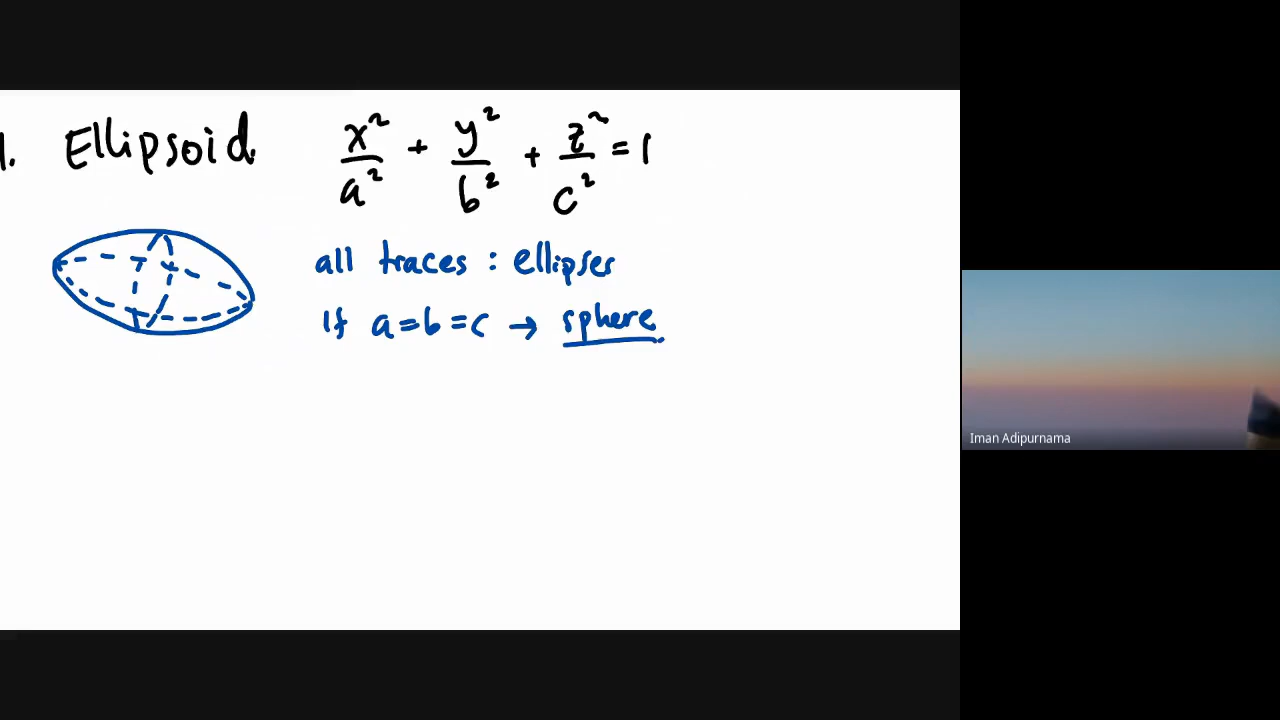 1. Ellipsoid x²/a² + y²/b² + z²/c² = 1
all traces : ellipses
If a=b=c → sphere.
Iman Adipurnama